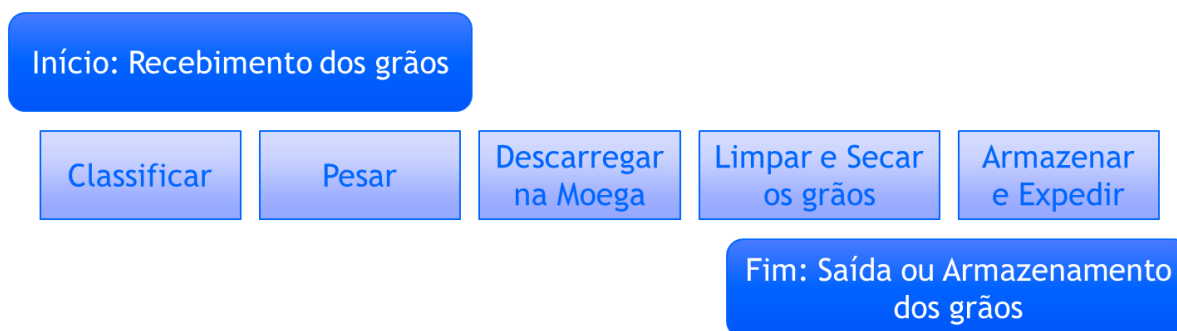 Início: Recebimento dos grãos
Classificar
Pesar
Descarregar
na Moega
Limpar e Secar
os grãos
Armazenar
e Expedir
Fim: Saída ou Armazenamento
dos grãos